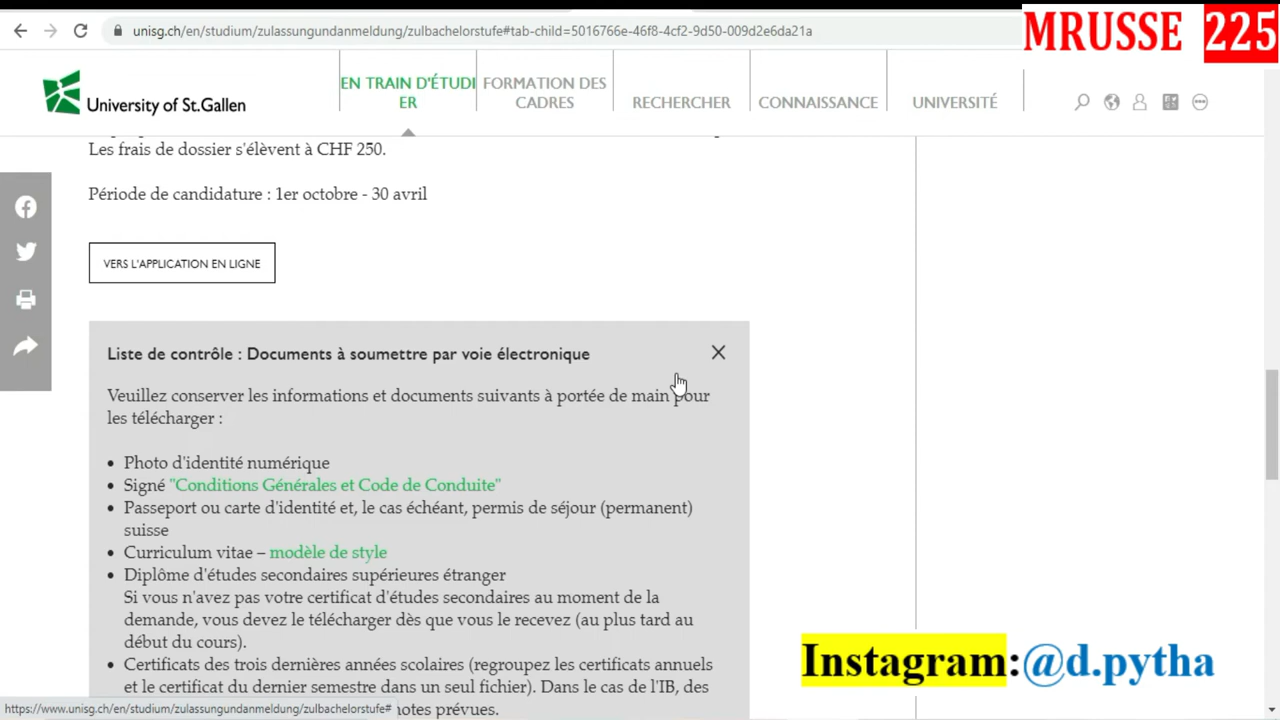 unisg.ch/en/studium/zulassungundanmeldung/zulbachelorstufe#tab-child=5016766e-46f8-4cf2-9d50-009d2e6da21a
MRUSSE 225
University of St.Gallen
EN TRAIN D'ÉTUDI
ER
FORMATION DES
CADRES
RECHERCHER
CONNAISSANCE
UNIVERSITÉ
Les frais de dossier s'élèvent à CHF 250.
Période de candidature : 1er octobre - 30 avril
VERS L'APPLICATION EN LIGNE
Liste de contrôle : Documents à soumettre par voie électronique
Veuillez conserver les informations et documents suivants à portée de main pour
les télécharger :
• Photo d'identité numérique
• Signé "Conditions Générales et Code de Conduite"
• Passeport ou carte d'identité et, le cas échéant, permis de séjour (permanent)
suisse
• Curriculum vitae – modèle de style
• Diplôme d'études secondaires supérieures étranger
Si vous n'avez pas votre certificat d'études secondaires au moment de la
demande, vous devez le télécharger dès que vous le recevez (au plus tard au
début du cours).
• Certificats des trois dernières années scolaires (regroupez les certificats annuels
et le certificat du dernier semestre dans un seul fichier). Dans le cas de l'IB, des
notes prévues.
Instagram:@d.pytha
https://www.unisg.ch/en/studium/zulassungundanmeldung/zulbachelorstufe#